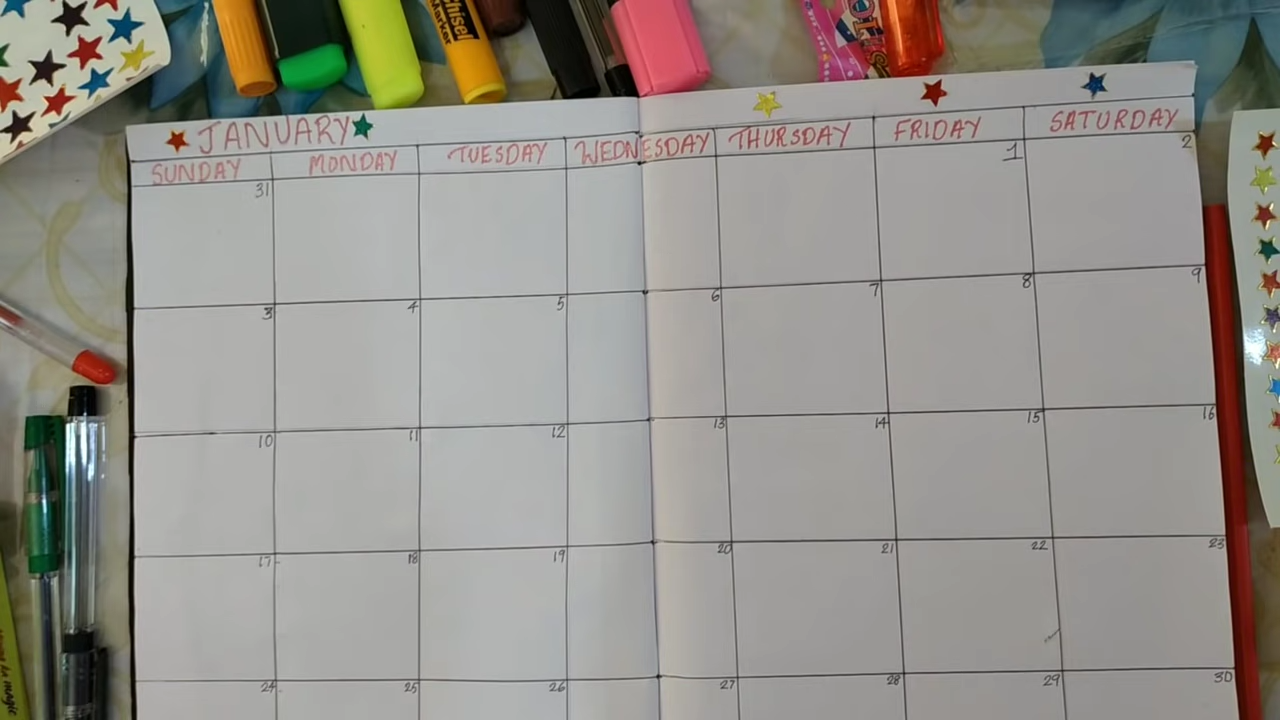 Chisel
JANUARY
SUNDAY MONDAY TUESDAY WEDNESDAY THURSDAY FRIDAY SATURDAY
31 1 2
3 4 5 6 7 8 9
10 11 12 13 14 15 16
17 18 19 20 21 22 23
24 25 26 27 28 29 30